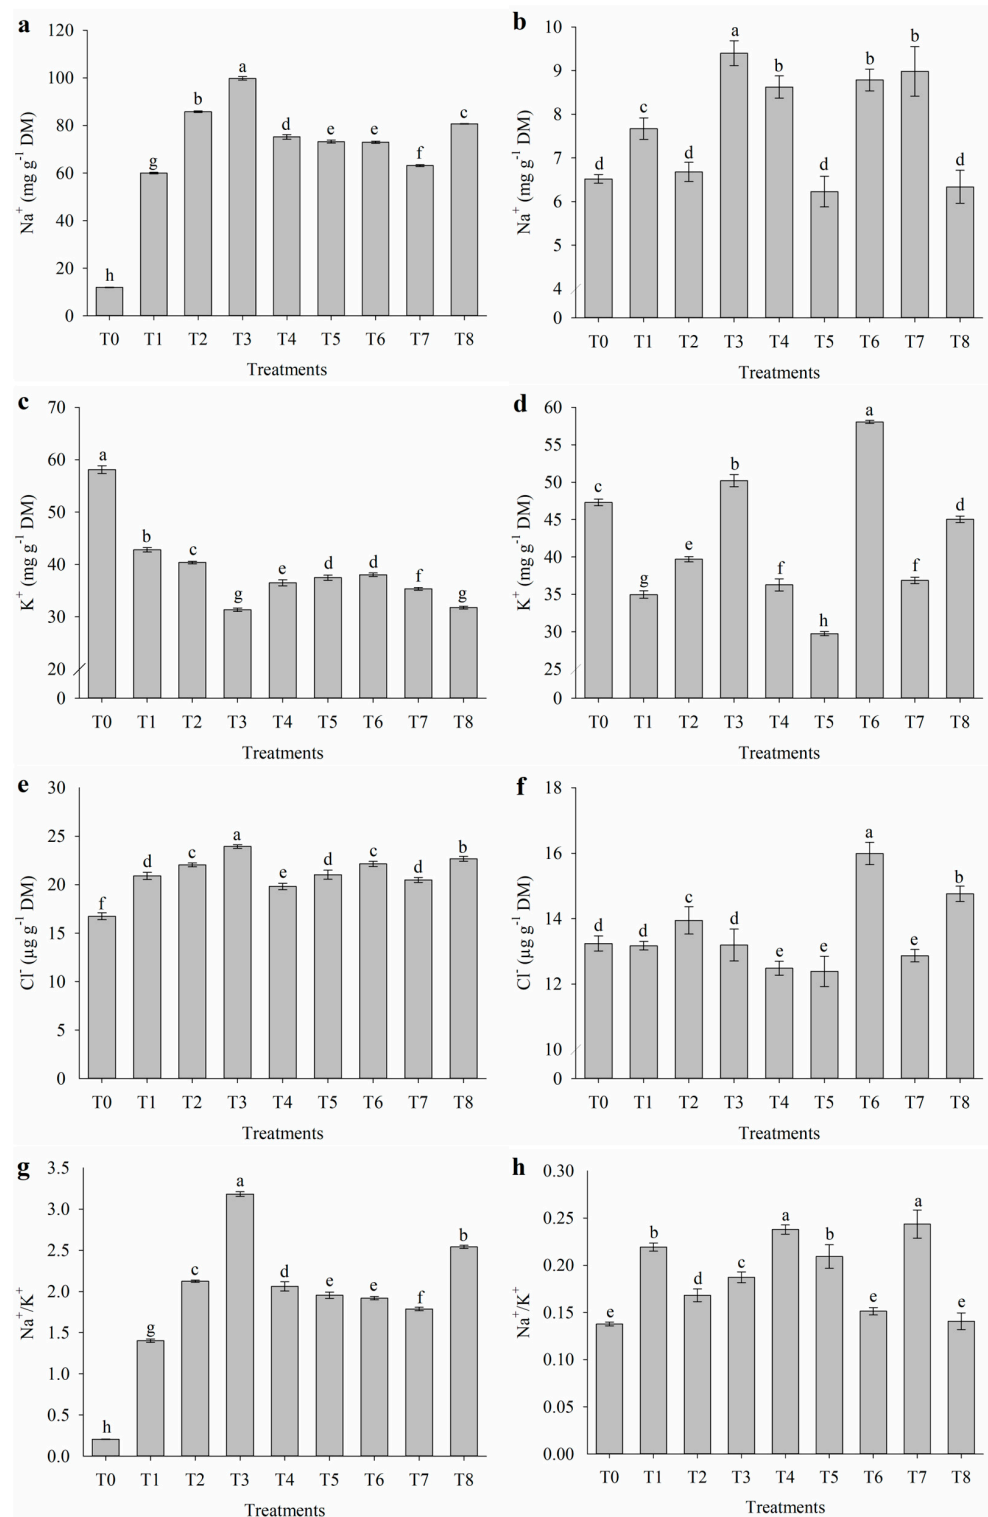 a
Na+ (mg g-1 DM)
120
100
80
60
40
20
0
h g b a d e e f c
T0 T1 T2 T3 T4 T5 T6 T7 T8
Treatments
b
Na+ (mg g-1 DM)
10
9
8
7
6
5
4
0
d c d a b d b b d
T0 T1 T2 T3 T4 T5 T6 T7 T8
Treatments
c
K+ (mg g-1 DM)
70
60
50
40
30
20
0
a b c g e d d f g
T0 T1 T2 T3 T4 T5 T6 T7 T8
Treatments
d
K+ (mg g-1 DM)
60
55
50
45
40
35
30
25
0
c g e b f h a f d
T0 T1 T2 T3 T4 T5 T6 T7 T8
Treatments
e
Cl- (µg g-1 DM)
30
25
20
15
10
5
0
f d c a e d c d b
T0 T1 T2 T3 T4 T5 T6 T7 T8
Treatments
f
Cl- (µg g-1 DM)
18
16
14
12
10
0
d d c d e e a e b
T0 T1 T2 T3 T4 T5 T6 T7 T8
Treatments
g
Na+/K+
3.5
3.0
2.5
2.0
1.5
1.0
0.5
0.0
h g c a d e e f b
T0 T1 T2 T3 T4 T5 T6 T7 T8
Treatments
h
Na+/K+
0.30
0.25
0.20
0.15
0.10
0.05
0.00
e b d c a b e a e
T0 T1 T2 T3 T4 T5 T6 T7 T8
Treatments